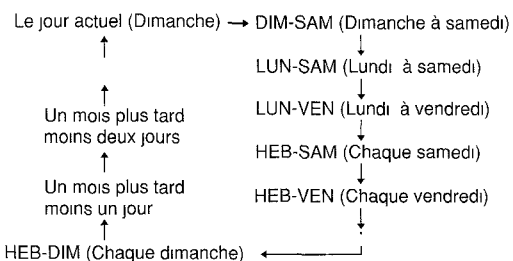 Le jour actuel (Dimanche) → DIM-SAM (Dimanche à samedi)
LUN-SAM (Lundi à samedi)
LUN-VEN (Lundi à vendredi)
HEB-SAM (Chaque samedi)
HEB-VEN (Chaque vendredi)
HEB-DIM (Chaque dimanche)
Un mois plus tard
moins un jour
Un mois plus tard
moins deux jours